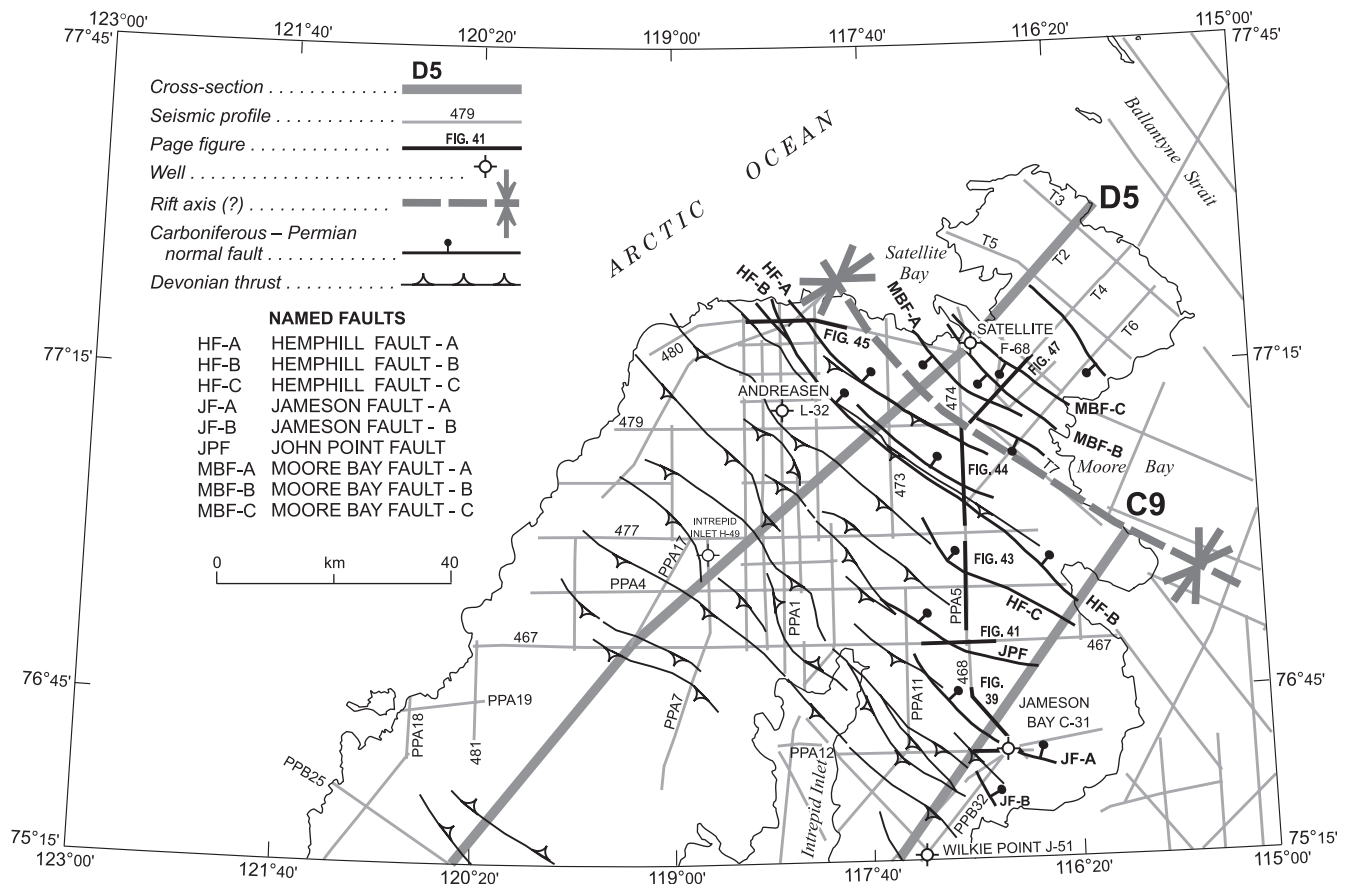 123°00'
121°40'
120°20'
119°00'
117°40'
116°20'
115°00'
77°45'
77°45'
D5
Cross-section . . . . . . . . . . . . .
Seismic profile . . . . . . . . . . . .
479
Page figure . . . . . . . . . . . . . .
FIG. 41
Well . . . . . . . . . . . . . . . . . . . . . . . . .
Rift axis (?) . . . . . . . . . . . . . .
Carboniferous – Permian
normal fault . . . . . . . . . . . .
Devonian thrust . . . . . . . . . . .
NAMED FAULTS
HF-A HEMPHILL FAULT - A
HF-B HEMPHILL FAULT - B
HF-C HEMPHILL FAULT - C
JF-A JAMESON FAULT - A
JF-B JAMESON FAULT - B
JPF JOHN POINT FAULT
MBF-A MOORE BAY FAULT - A
MBF-B MOORE BAY FAULT - B
MBF-C MOORE BAY FAULT - C
0 km 40
ARCTIC OCEAN
Ballantyne Strait
Satellite
Bay
D5
T3
T5
T2
T4
T6
HF-A
HF-B
MBF-A
SATELLITE
F-68
FIG. 45
FIG. 47
480
77°15'
77°15'
ANDREASEN
L-32
474
MBF-C
MBF-B
479
T7
Moore Bay
FIG. 44
473
C9
INTREPID
INLET H-49
477
PPA17
FIG. 43
PPA4
PPA1
PPA5
HF-C
HF-B
467
FIG. 41
467
JPF
468
FIG.
39
76°45'
76°45'
PPA19
PPA18
481
PPA7
PPA11
JAMESON
BAY C-31
PPA12
JF-A
PPB25
Intrepid Inlet
PPB32
JF-B
WILKIE POINT J-51
75°15'
75°15'
123°00'
121°40'
120°20'
119°00'
117°40'
116°20'
115°00'